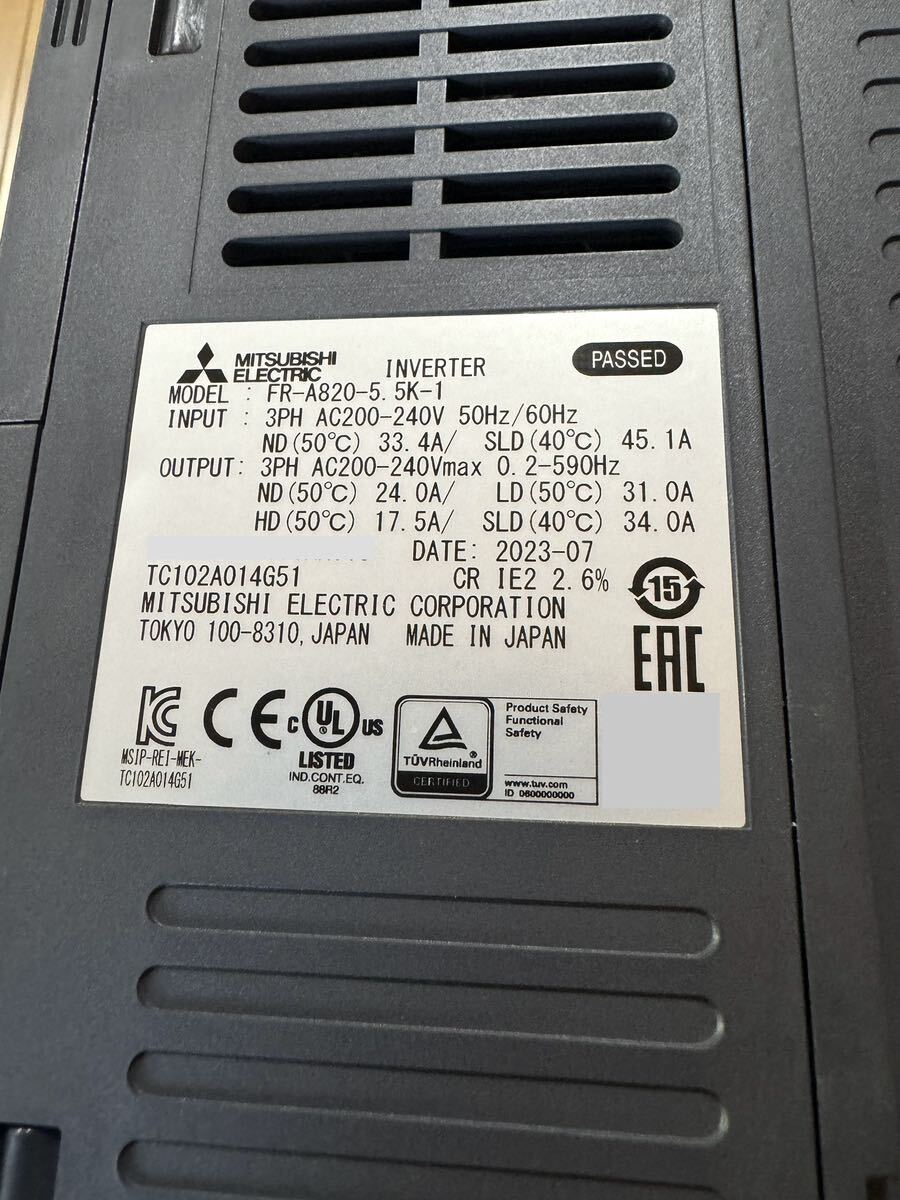 MITSUBISHI
ELECTRIC
INVERTER
PASSED
MODEL : FR-A820-5.5K-1
INPUT : 3PH AC200-240V 50Hz/60Hz
ND(50℃) 33.4A/ SLD(40℃) 45.1A
OUTPUT: 3PH AC200-240Vmax 0.2-590Hz
ND(50℃) 24.0A/ LD(50℃) 31.0A
HD(50℃) 17.5A/ SLD(40℃) 34.0A
DATE: 2023-07
TC102A014G51 CR IE2 2.6%
MITSUBISHI ELECTRIC CORPORATION
TOKYO 100-8310, JAPAN MADE IN JAPAN
15
EAC
KC
MSIP-REI-MEK-
TC102A014G51
CE
c UL ® US
LISTED
IND.CONT.EQ.
88R2
TÜVRheinland ®
CERTIFIED
Product Safety
Functional
Safety
www.tuv.com
ID 0600000000